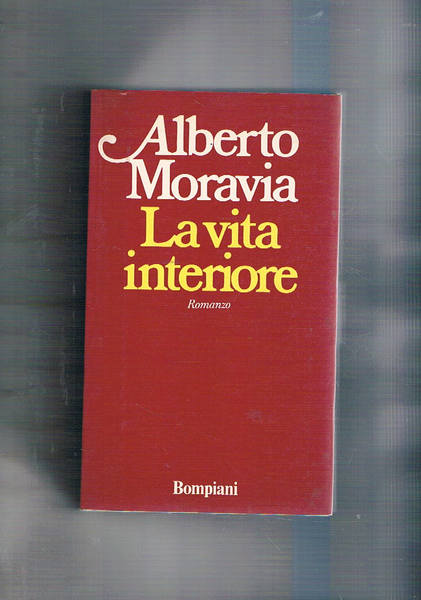 Alberto
Moravia
La vita
interiore
Romanzo
Bompiani